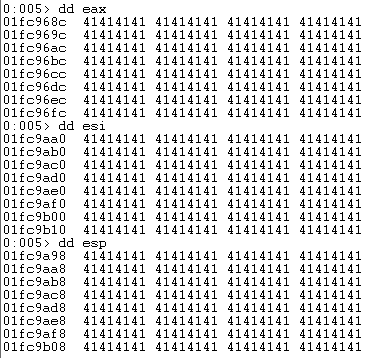 0:005> dd eax
01fc968c  41414141 41414141 41414141 41414141
01fc969c  41414141 41414141 41414141 41414141
01fc96ac  41414141 41414141 41414141 41414141
01fc96bc  41414141 41414141 41414141 41414141
01fc96cc  41414141 41414141 41414141 41414141
01fc96dc  41414141 41414141 41414141 41414141
01fc96ec  41414141 41414141 41414141 41414141
01fc96fc  41414141 41414141 41414141 41414141
0:005> dd esi
01fc9aa0  41414141 41414141 41414141 41414141
01fc9ab0  41414141 41414141 41414141 41414141
01fc9ac0  41414141 41414141 41414141 41414141
01fc9ad0  41414141 41414141 41414141 41414141
01fc9ae0  41414141 41414141 41414141 41414141
01fc9af0  41414141 41414141 41414141 41414141
01fc9b00  41414141 41414141 41414141 41414141
01fc9b10  41414141 41414141 41414141 41414141
0:005> dd esp
01fc9a98  41414141 41414141 41414141 41414141
01fc9aa8  41414141 41414141 41414141 41414141
01fc9ab8  41414141 41414141 41414141 41414141
01fc9ac8  41414141 41414141 41414141 41414141
01fc9ad8  41414141 41414141 41414141 41414141
01fc9ae8  41414141 41414141 41414141 41414141
01fc9af8  41414141 41414141 41414141 41414141
01fc9b08  41414141 41414141 41414141 41414141